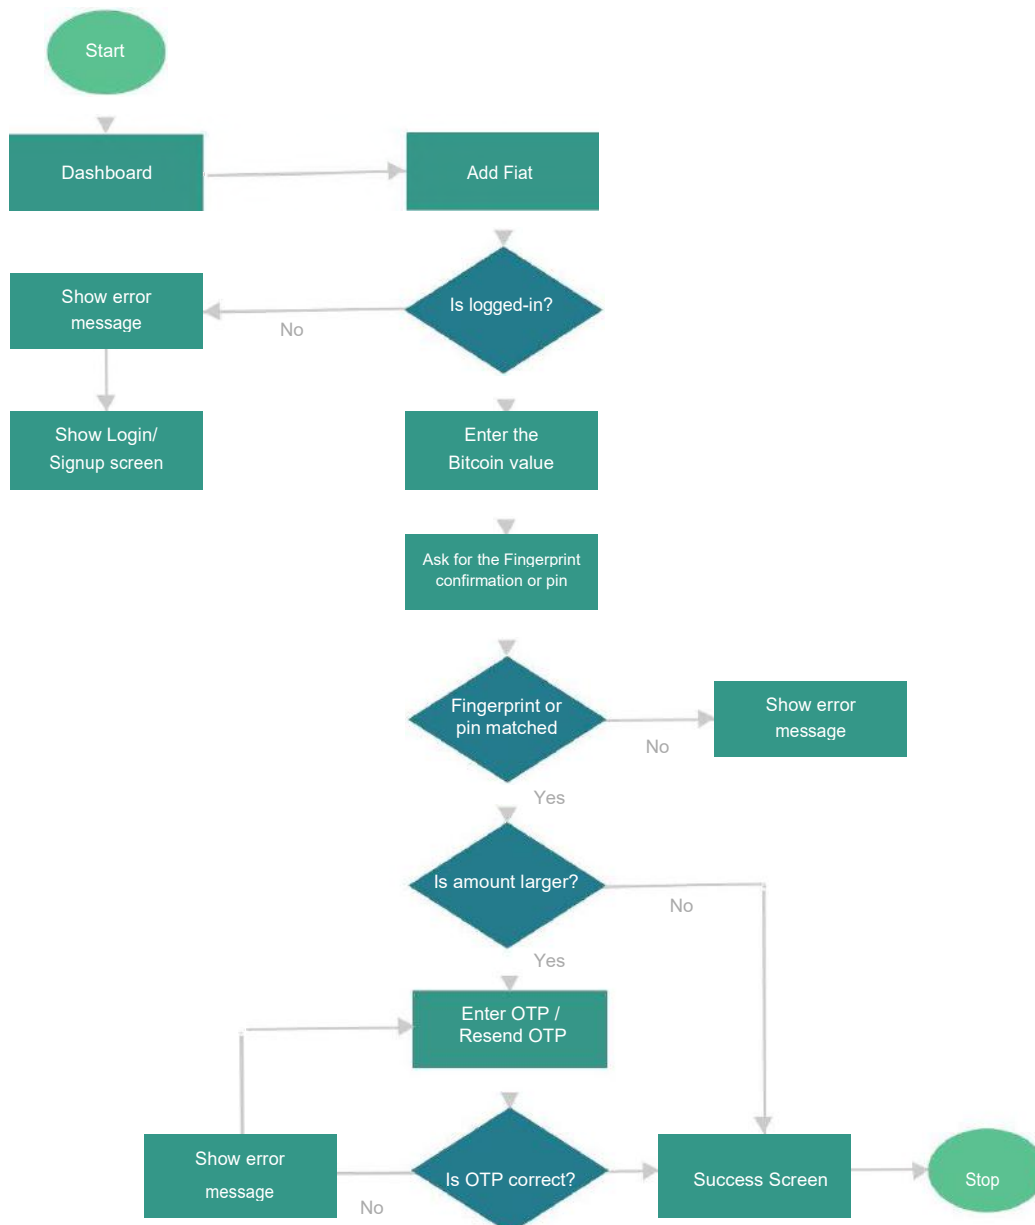 Start
Dashboard
Add Fiat
Is logged-in?
No
Show error
message
Show Login/
Signup screen
Enter the
Bitcoin value
Ask for the Fingerprint
confirmation or pin
Fingerprint or
pin matched
No
Show error
message
Yes
Is amount larger?
No
Yes
Enter OTP /
Resend OTP
Show error
message
No
Is OTP correct?
Success Screen
Stop